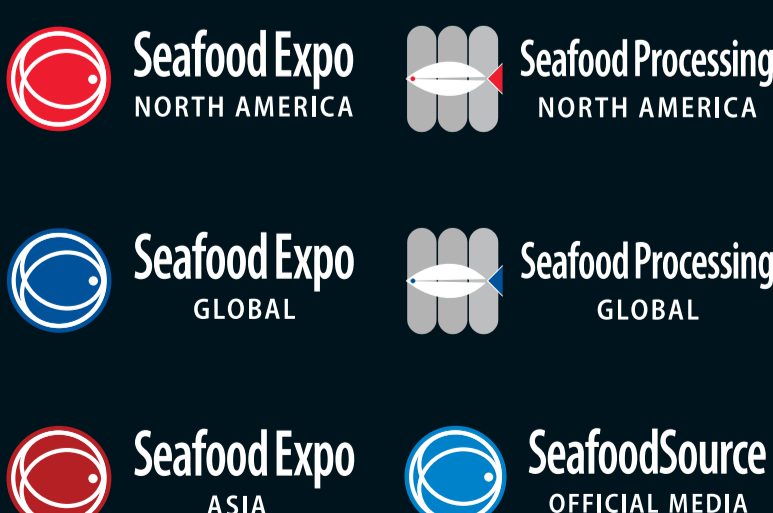 Seafood Expo
NORTH AMERICA
Seafood Processing
NORTH AMERICA
Seafood Expo
GLOBAL
Seafood Processing
GLOBAL
Seafood Expo
ASIA
SeafoodSource
OFFICIAL MEDIA